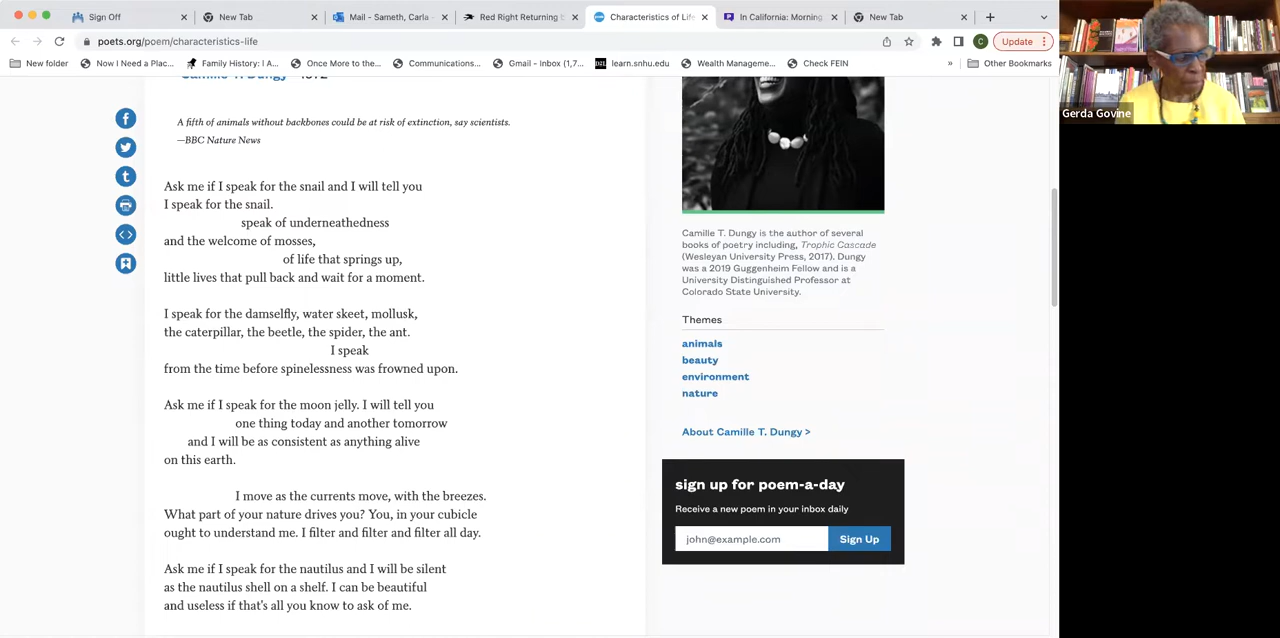 Sign Off
New Tab
Mail - Sameth, Carla -
Red Right Returning t
Characteristics of Life
In California: Morning
New Tab
poets.org/poem/characteristics-life
Update
New folder
Now I Need a Plac...
Family History: I A...
Once More to the...
Communications...
Gmail - Inbox (1,7...
learn.snhu.edu
Wealth Manageme...
Check FEIN
»
Other Bookmarks
Gerda Govine
A fifth of animals without backbones could be at risk of extinction, say scientists.
—BBC Nature News
Ask me if I speak for the snail and I will tell you
I speak for the snail.
speak of underneathedness
and the welcome of mosses,
of life that springs up,
little lives that pull back and wait for a moment.
I speak for the damselfly, water skeet, mollusk,
the caterpillar, the beetle, the spider, the ant.
I speak
from the time before spinelessness was frowned upon.
Ask me if I speak for the moon jelly. I will tell you
one thing today and another tomorrow
and I will be as consistent as anything alive
on this earth.
I move as the currents move, with the breezes.
What part of your nature drives you? You, in your cubicle
ought to understand me. I filter and filter and filter all day.
Ask me if I speak for the nautilus and I will be silent
as the nautilus shell on a shelf. I can be beautiful
and useless if that's all you know to ask of me.
Camille T. Dungy is the author of several
books of poetry including, Trophic Cascade
(Wesleyan University Press, 2017). Dungy
was a 2019 Guggenheim Fellow and is a
University Distinguished Professor at
Colorado State University.
Themes
animals
beauty
environment
nature
About Camille T. Dungy >
sign up for poem-a-day
Receive a new poem in your inbox daily
john@example.com
Sign Up